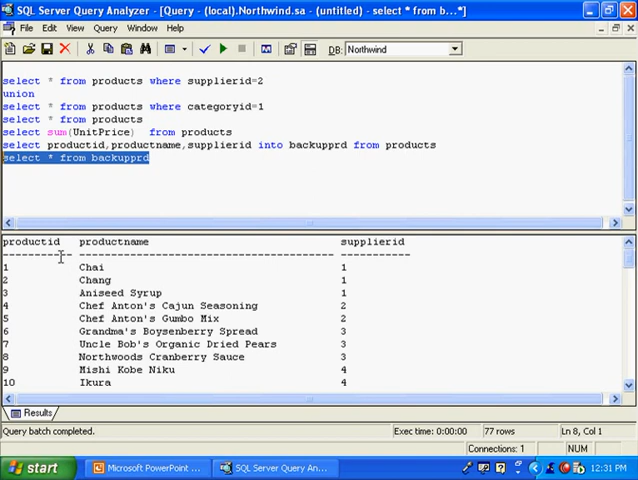 SQL Server Query Analyzer - [Query - (local).Northwind.sa - (untitled) - select * from b...*]
File Edit View Query Tools Window Help
DB: Northwind
select * from products where supplierid=2
union
select * from products where categoryid=1
select * from products
select sum(UnitPrice) from products
select productid,productname,supplierid into backupprd from products
select * from backupprd
productid productname supplierid
1 Chai 1
2 Chang 1
3 Aniseed Syrup 1
4 Chef Anton's Cajun Seasoning 2
5 Chef Anton's Gumbo Mix 2
6 Grandma's Boysenberry Spread 3
7 Uncle Bob's Organic Dried Pears 3
8 Northwoods Cranberry Sauce 3
9 Mishi Kobe Niku 4
10 Ikura 4
Results
Query batch completed. Exec time: 0:00:00 77 rows Ln 8, Col 1
Connections: 1 NUM
start Microsoft PowerPoint ... SQL Server Query An... 12:31 PM